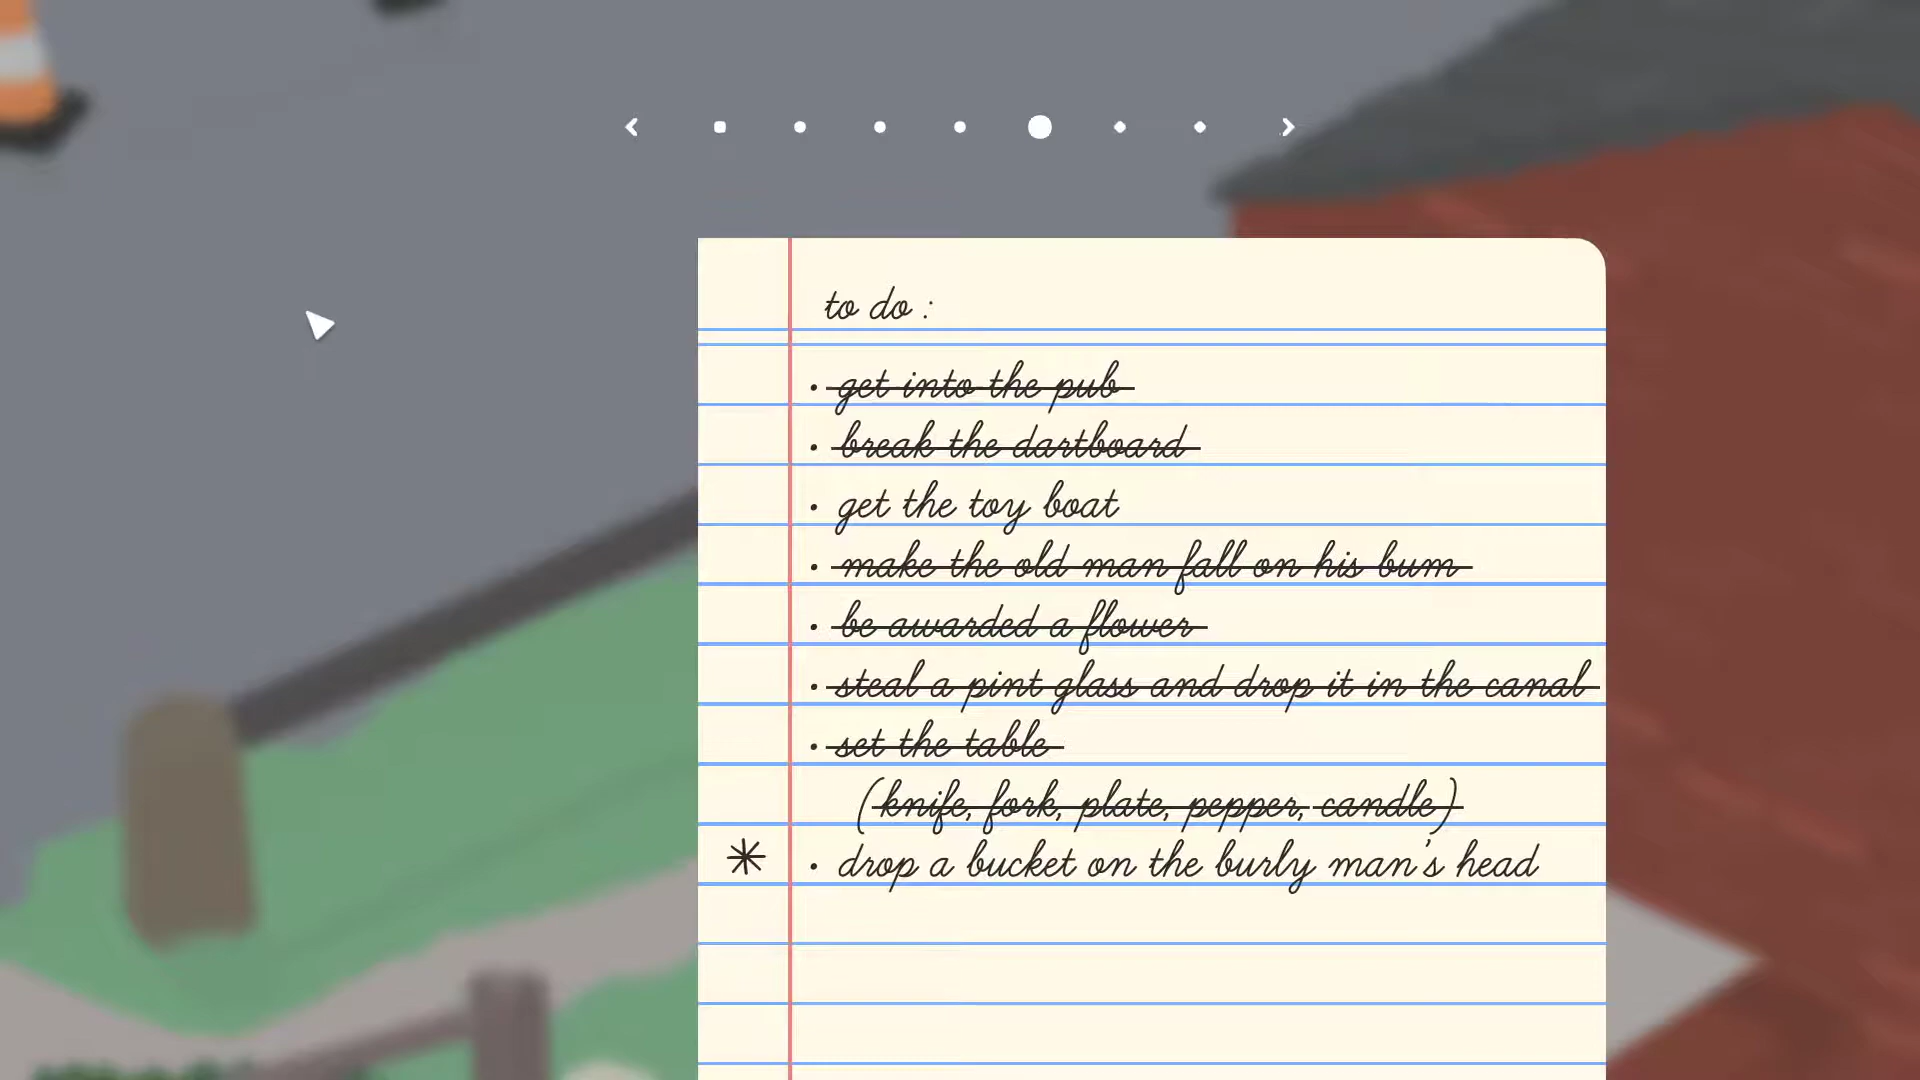 to do :
• get into the pub
• break the dartboard
• get the toy boat
• make the old man fall on his bum
• be awarded a flower
• steal a pint glass and drop it in the canal
• set the table
(knife, fork, plate, pepper, candle)
* • drop a bucket on the burly man's head